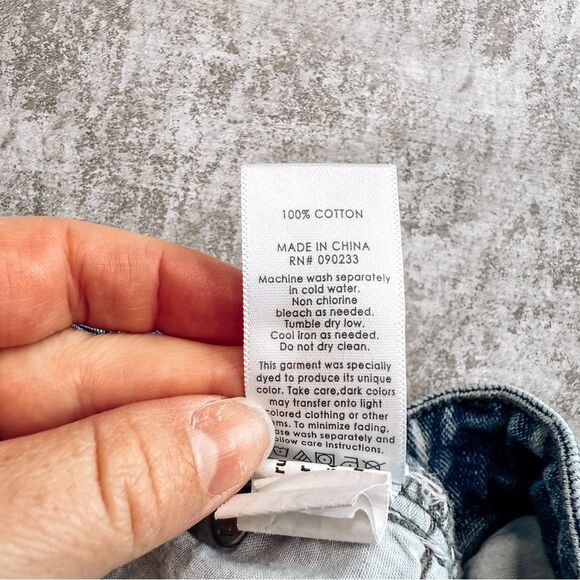 100% COTTON
MADE IN CHINA
RN# 090233
Machine wash separately
in cold water.
Non chlorine
bleach as needed.
Tumble dry low.
Cool iron as needed.
Do not dry clean.
This garment was specially
dyed to produce its unique
color. Take care,dark colors
may transfer onto light
colored clothing or other
To minimize fading,
wash separately and
care instructions.